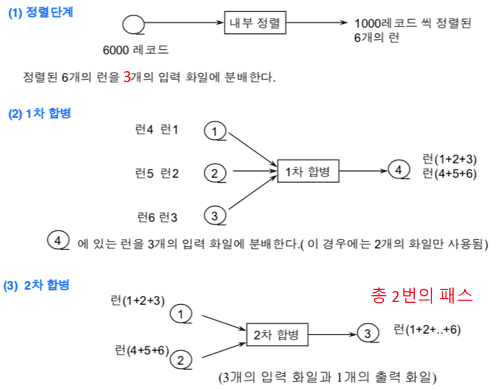 (1) 정렬단계
내부 정렬
6000 레코드
1000레코드 씩 정렬된
6개의 런
정렬된 6개의 런을 3개의 입력 화일에 분배한다.
(2) 1차 합병
런4 런1
1
런5 런2
2
1차 합병
4
런(1+2+3)
런(4+5+6)
런6 런3
3
4 에 있는 런을 3개의 입력 화일에 분배한다.( 이 경우에는 2개의 화일만 사용됨)
(3) 2차 합병
총 2번의 패스
런(1+2+3)
1
2차 합병
3
런(1+2+..+6)
런(4+5+6)
2
(3개의 입력 화일과 1개의 출력 화일)